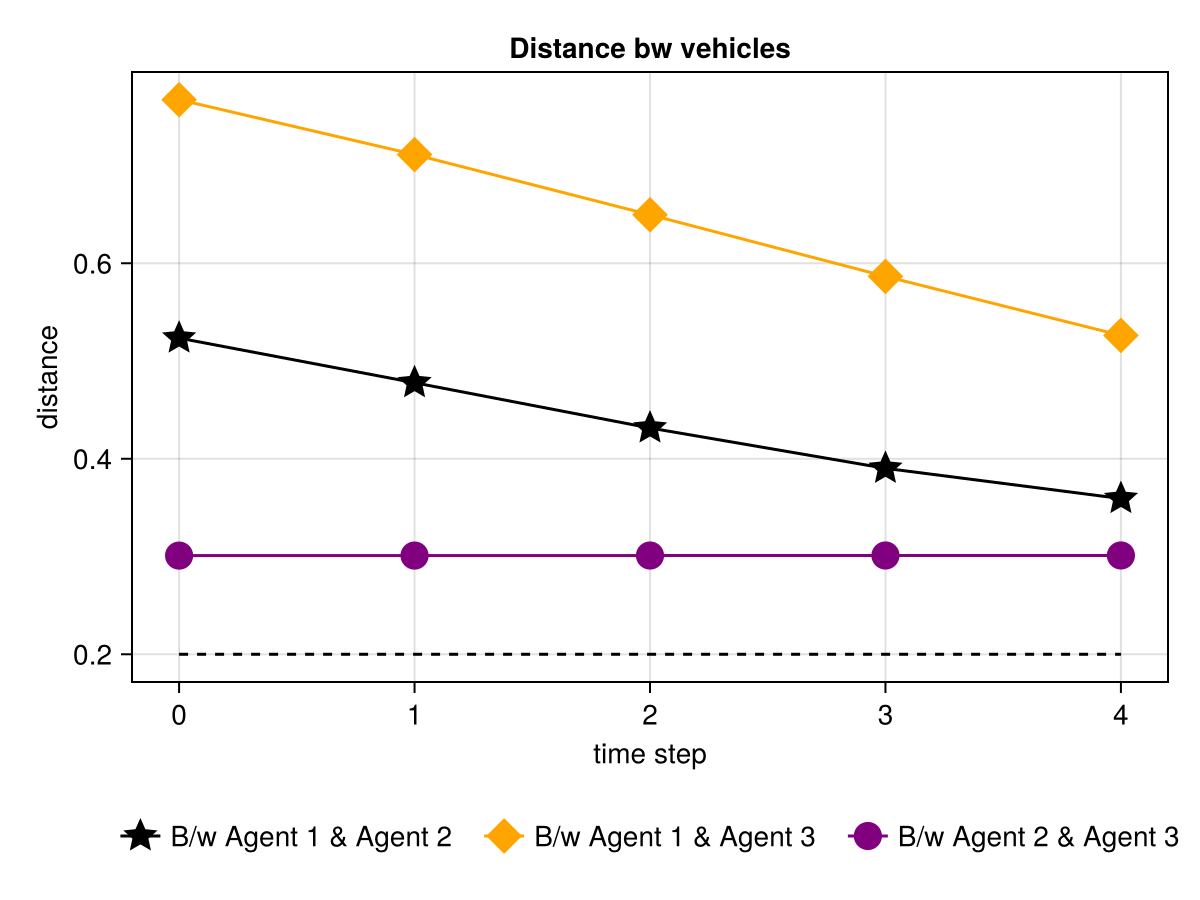 Distance bw vehicles
distance
0.6
0.4
0.2
0 1 2 3 4
time step
B/w Agent 1 & Agent 2 B/w Agent 1 & Agent 3 B/w Agent 2 & Agent 3